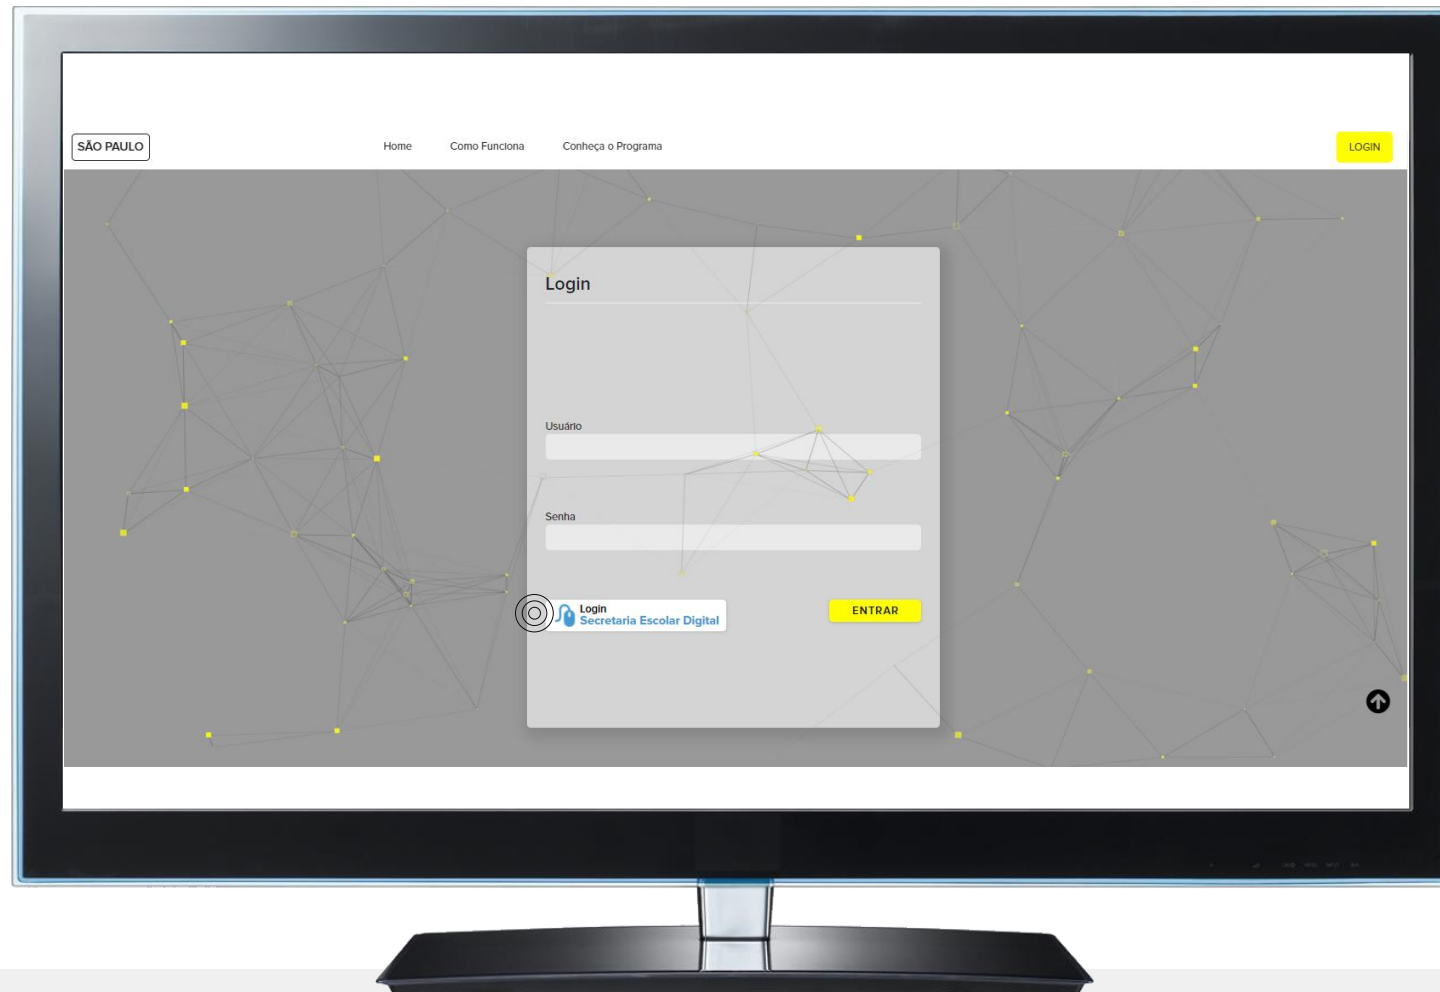 SÃO PAULO
Home
Como Funciona
Conheça o Programa
LOGIN
Login
Usuário
Senha
Login
Secretaria Escolar Digital
ENTRAR